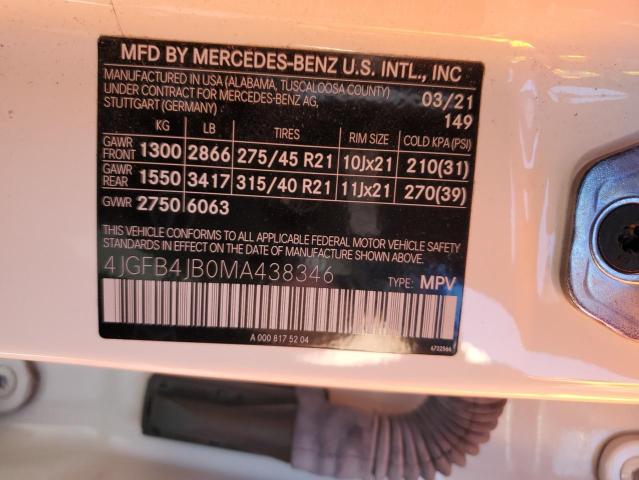 MFD BY MERCEDES-BENZ U.S. INTL., INC
MANUFACTURED IN USA (ALABAMA, TUSCALOOSA COUNTY)
UNDER CONTRACT FOR MERCEDES-BENZ AG, 03/21
STUTTGART (GERMANY) 149
KG LB TIRES RIM SIZE COLD KPA (PSI)
GAWR FRONT 1300 2866 275/45 R21 10Jx21 210(31)
GAWR REAR 1550 3417 315/40 R21 11Jx21 270(39)
GVWR 2750 6063
THIS VEHICLE CONFORMS TO ALL APPLICABLE FEDERAL MOTOR VEHICLE SAFETY
AND THEFT PREVENTION STANDARDS IN EFFECT ON THE DATE OF MANUFACTURE SHOWN ABOVE.
4JGFB4JB0MA438346 TYPE: MPV
A 000 817 52 04